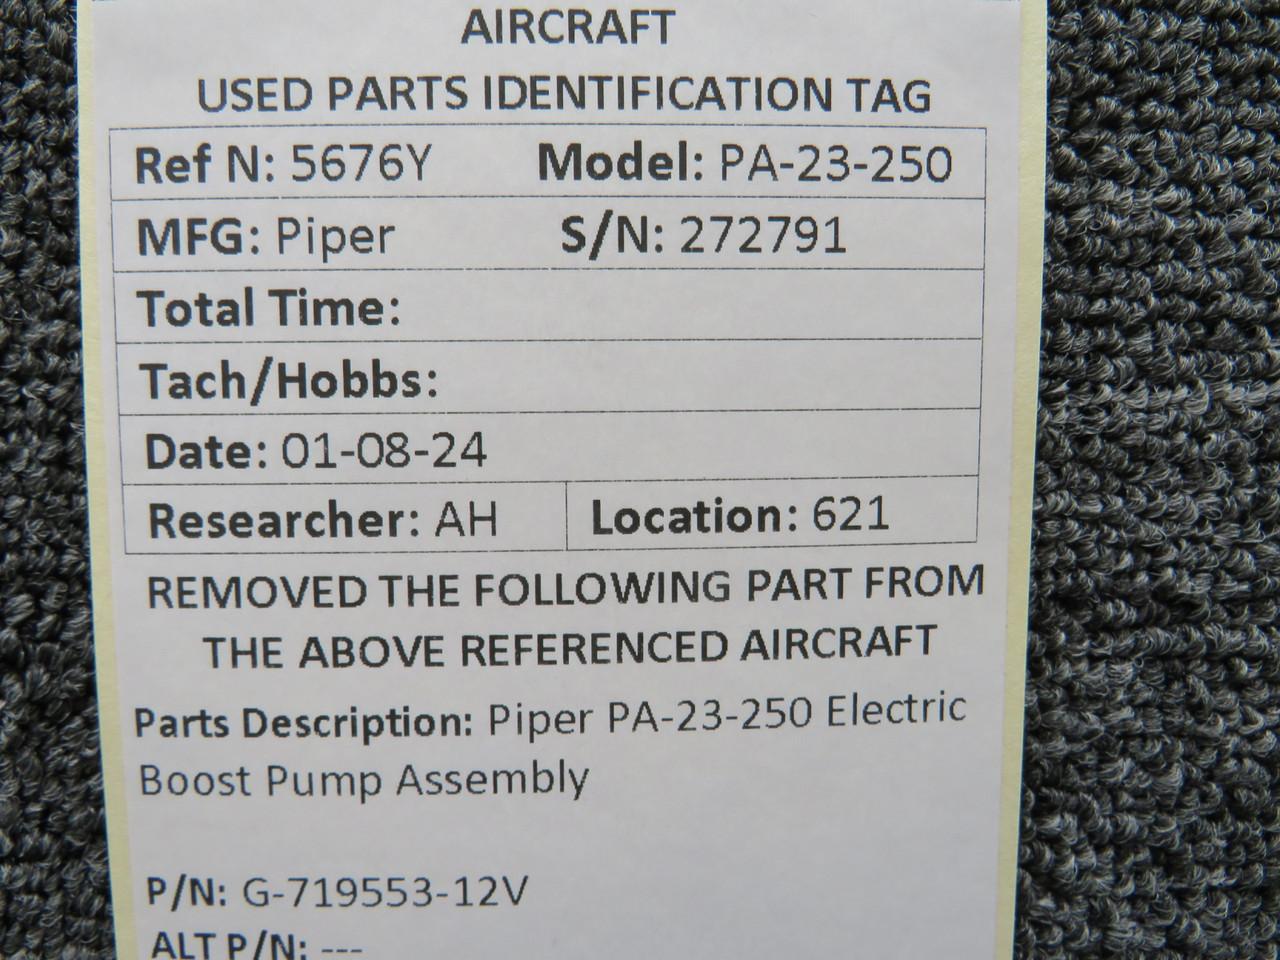 AIRCRAFT
USED PARTS IDENTIFICATION TAG
Ref N: 5676Y Model: PA-23-250
MFG: Piper S/N: 272791
Total Time:
Tach/Hobbs:
Date: 01-08-24
Researcher: AH Location: 621
REMOVED THE FOLLOWING PART FROM
THE ABOVE REFERENCED AIRCRAFT
Parts Description: Piper PA-23-250 Electric
Boost Pump Assembly
P/N: G-719553-12V
ALT P/N: ---